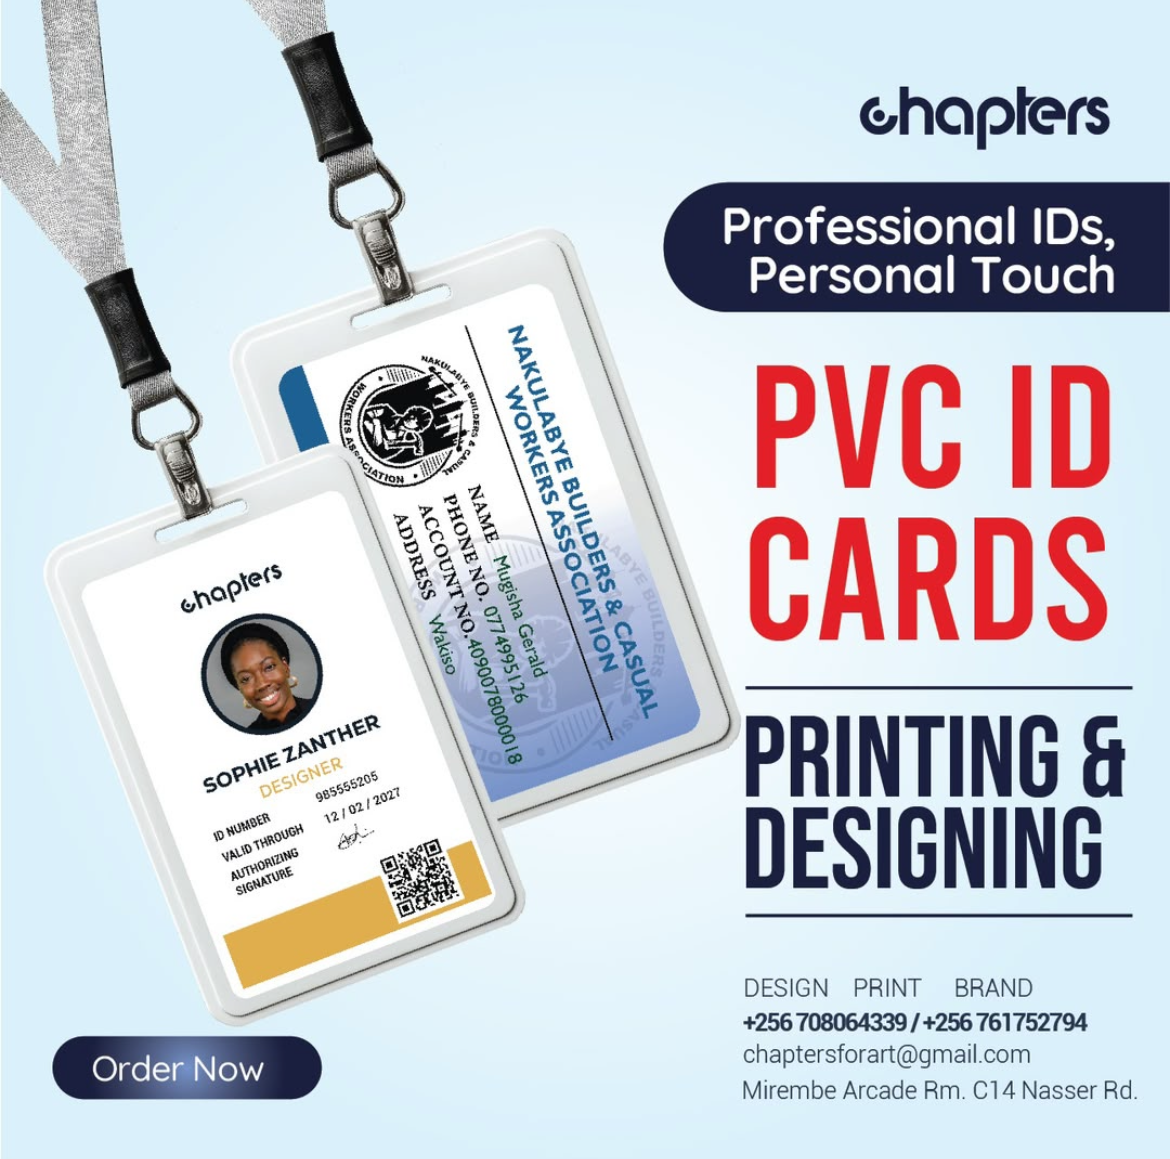 chapters
Professional IDs,
Personal Touch
PVC ID
CARDS
PRINTING &
DESIGNING
DESIGN PRINT BRAND
+256 708064339 / +256 761752794
chaptersforart@gmail.com
Mirembe Arcade Rm. C14 Nasser Rd.
NAKULABYE BUILDERS & CASUAL
WORKERS ASSOCIATION
NAKULABYE BUILDERS & CASUAL
WORKERS ASSOCIATION
NAME Mugisha Gerald
PHONE NO. 0774995126
ACCOUNT NO. 4090078000018
ADDRESS Wakiso
chapters
SOPHIE ZANTHER
DESIGNER
ID NUMBER 985555205
VALID THROUGH 12 / 02 / 2027
AUTHORIZING
SIGNATURE
Order Now